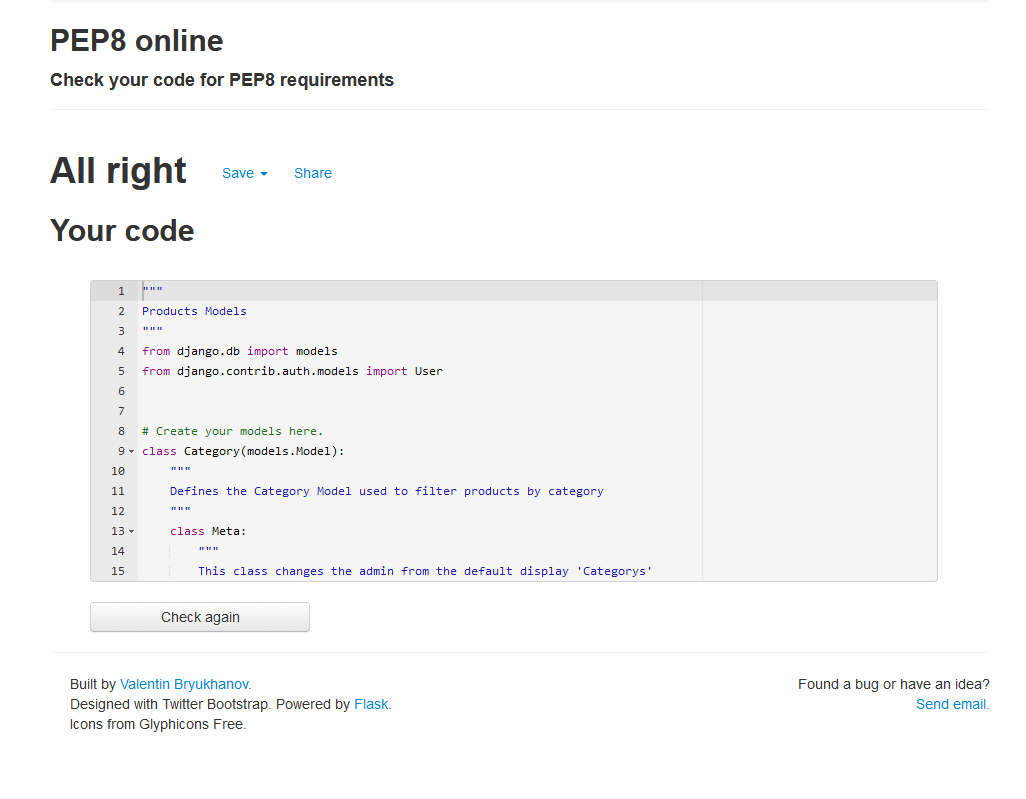 PEP8 online
Check your code for PEP8 requirements
All right Save Share
Your code
1 """
2 Products Models
3 """
4 from django.db import models
5 from django.contrib.auth.models import User
6
7
8 # Create your models here.
9 class Category(models.Model):
10 """
11 Defines the Category Model used to filter products by category
12 """
13 class Meta:
14 """
15 This class changes the admin from the default display 'Categorys'
Check again
Built by Valentin Bryukhanov. Found a bug or have an idea?
Designed with Twitter Bootstrap. Powered by Flask. Send email.
Icons from Glyphicons Free.